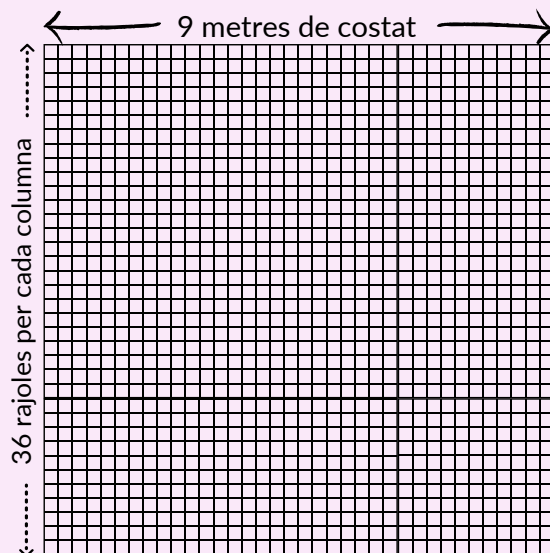 9 metres de costat
36 rajoles per cada columna